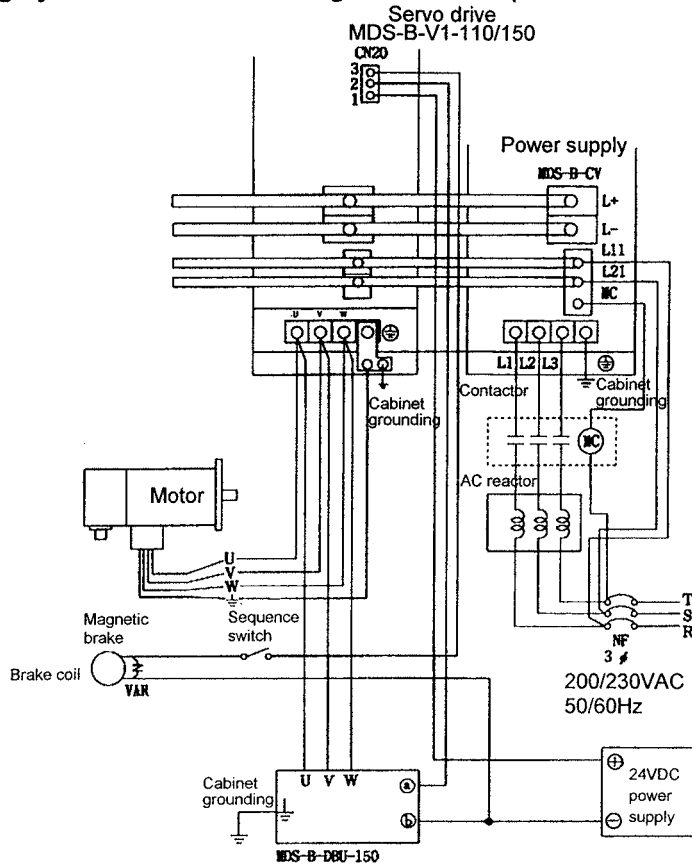 Servo drive
MDS-B-V1-110/150
CN20
3
2
1
Power supply
MDS-B-CV
L+
L-
L11
L21
MC
U V W
L1 L2 L3
Cabinet
grounding
Contactor
Cabinet
grounding
MC
AC reactor
Motor
U
V
W
T
S
R
NF
3 ϕ
200/230VAC
50/60Hz
Magnetic
brake
Sequence
switch
Brake coil
VAR
Cabinet
grounding
U V W
a
b
24VDC
power
supply
MDS-B-DBU-150